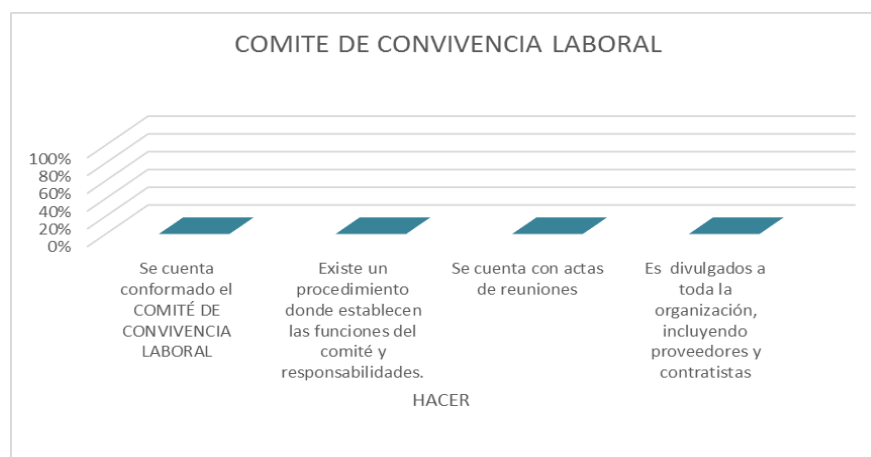 COMITE DE CONVIVENCIA LABORAL
100%
80%
60%
40%
20%
0%
Se cuenta
conformado el
COMITÉ DE
CONVIVENCIA
LABORAL
Existe un
procedimiento
donde establecen
las funciones del
comité y
responsabilidades.
Se cuenta con actas
de reuniones
Es divulgados a
toda la
organización,
incluyendo
proveedores y
contratistas
HACER